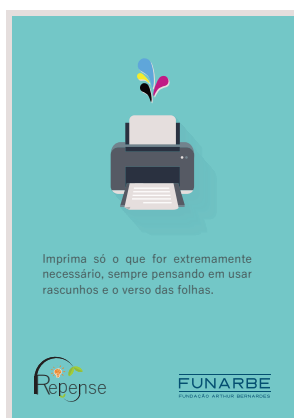 Imprima só o que for extremamente
necessário, sempre pensando em usar
rascunhos e o verso das folhas.
Repense
FUNARBE
FUNDAÇÃO ARTHUR BERNARDES